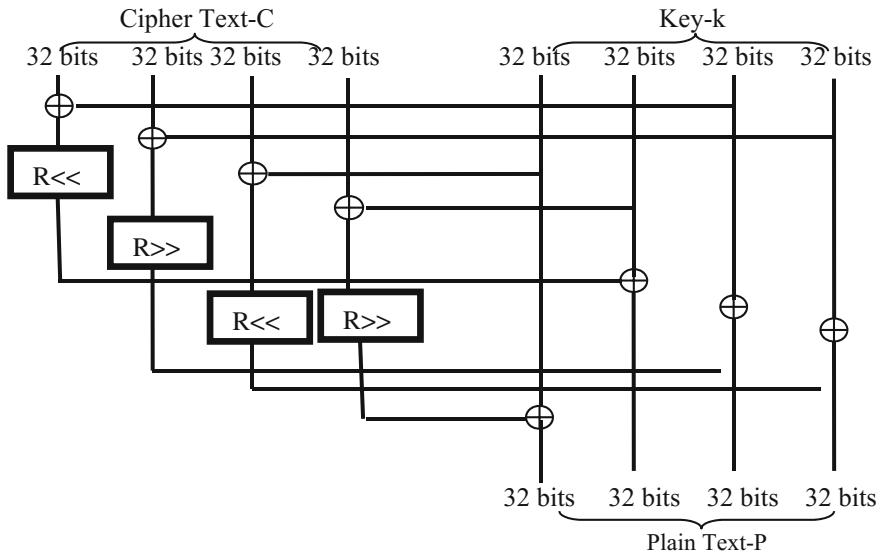 Cipher Text-C Key-k
32 bits 32 bits 32 bits 32 bits 32 bits 32 bits 32 bits 32 bits
R<<
R>>
R<< R>>
32 bits 32 bits 32 bits 32 bits
Plain Text-P